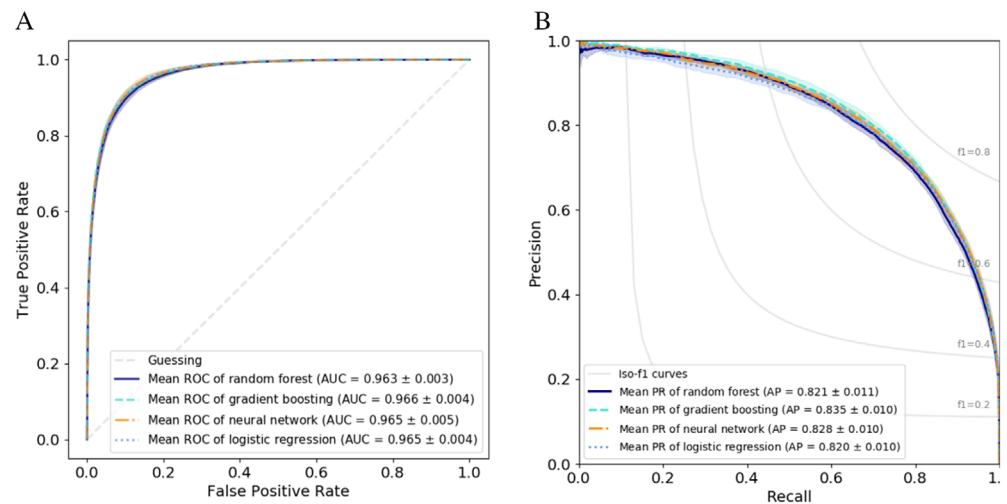 A
True Positive Rate
1.0
0.8
0.6
0.4
0.2
0.0
Guessing
Mean ROC of random forest (AUC = 0.963 ± 0.003)
Mean ROC of gradient boosting (AUC = 0.966 ± 0.004)
Mean ROC of neural network (AUC = 0.965 ± 0.005)
Mean ROC of logistic regression (AUC = 0.965 ± 0.004)
0.0 0.2 0.4 0.6 0.8 1.0
False Positive Rate
B
Precision
1.0
0.8
0.6
0.4
0.2
0.0
f1=0.8
f1=0.6
f1=0.4
f1=0.2
Iso-f1 curves
Mean PR of random forest (AP = 0.821 ± 0.011)
Mean PR of gradient boosting (AP = 0.835 ± 0.010)
Mean PR of neural network (AP = 0.828 ± 0.010)
Mean PR of logistic regression (AP = 0.820 ± 0.010)
0.0 0.2 0.4 0.6 0.8 1.
Recall